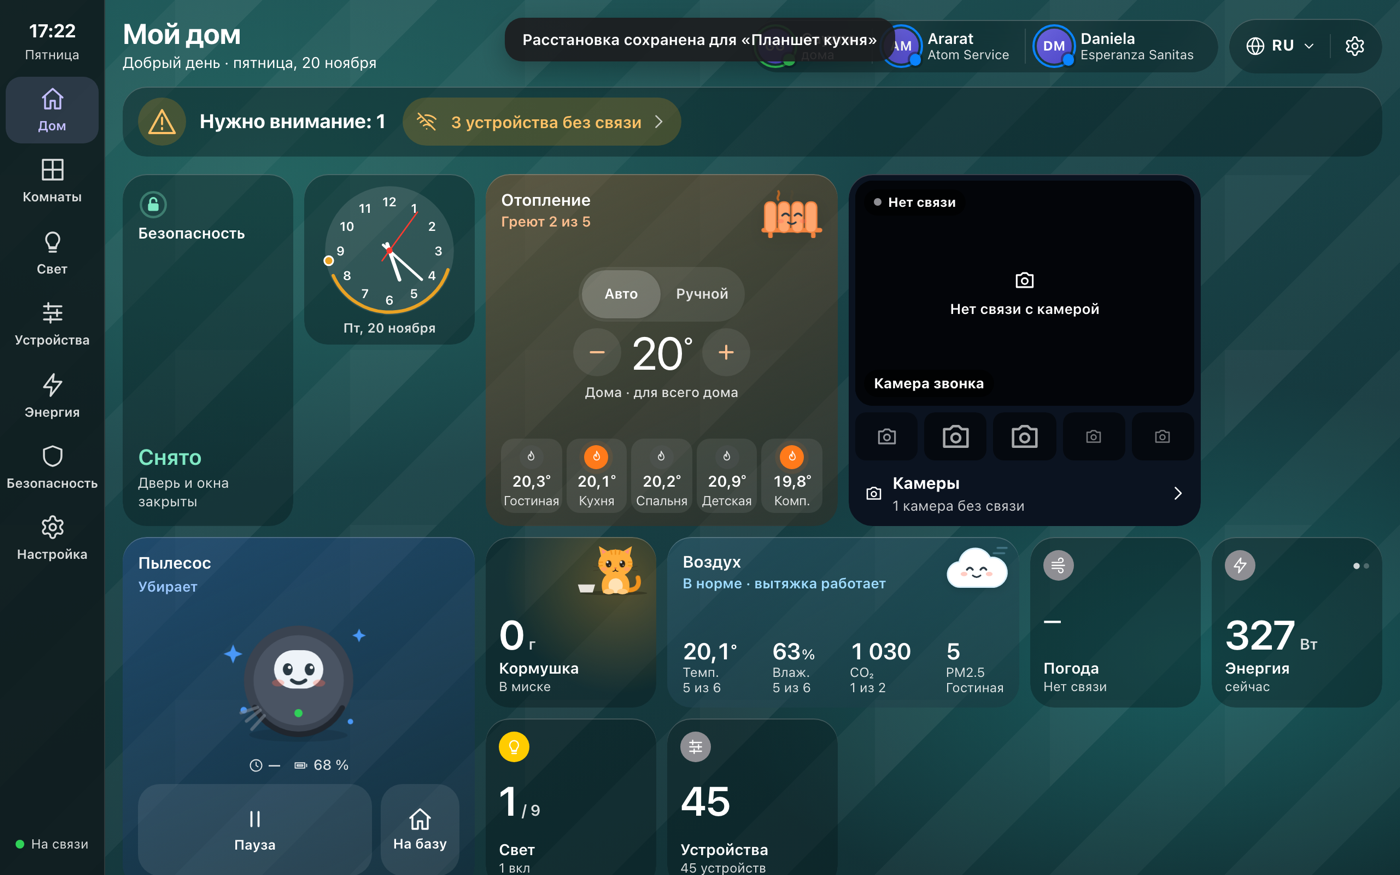 17:22
Пятница
Дом
Комнаты
Свет
Устройства
Энергия
Безопасность
Настройка
На связи
Мой дом
Добрый день · пятница, 20 ноября
Расстановка сохранена для «Планшет кухня»
дома
AM
Ararat
Atom Service
DM
Daniela
Esperanza Sanitas
RU
Нужно внимание: 1
3 устройства без связи
Безопасность
Снято
Дверь и окна
закрыты
12
1
2
3
4
5
6
7
8
9
10
11
Пт, 20 ноября
Отопление
Греют 2 из 5
Авто
Ручной
− 20° +
Дома · для всего дома
20,3° 20,1° 20,2° 20,9° 19,8°
Гостиная Кухня Спальня Детская Комп.
Нет связи
Нет связи с камерой
Камера звонка
Камеры
1 камера без связи
Пылесос
Убирает
— 68 %
Пауза
На базу
0 г
Кормушка
В миске
Воздух
В норме · вытяжка работает
20,1° 63% 1 030 5
Темп. Влаж. CO₂ PM2.5
5 из 6 5 из 6 1 из 2 Гостиная
—
Погода
Нет связи
327 Вт
Энергия
сейчас
1 / 9
Свет
1 вкл
45
Устройства
45 устройств